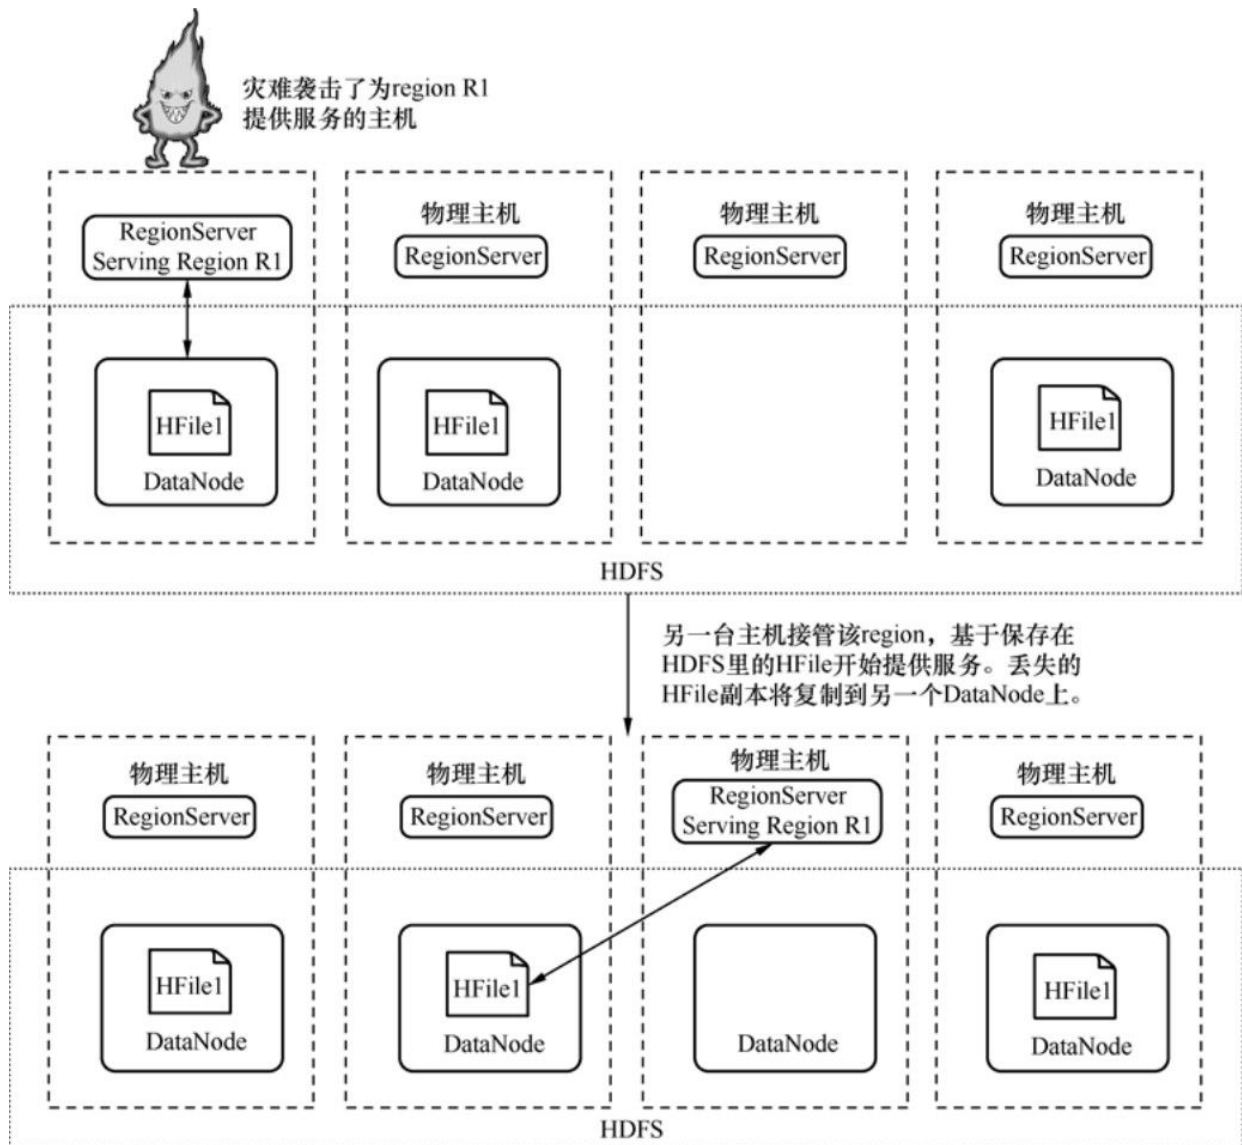 灾难袭击了为region R1
提供服务的主机
RegionServer
Serving Region R1
物理主机
RegionServer
物理主机
RegionServer
物理主机
RegionServer
HFile1
DataNode
HFile1
DataNode
HFile1
DataNode
HDFS
另一台主机接管该region，基于保存在
HDFS里的HFile开始提供服务。丢失的
HFile副本将复制到另一个DataNode上。
物理主机
RegionServer
物理主机
RegionServer
物理主机
RegionServer
Serving Region R1
物理主机
RegionServer
HFile1
DataNode
HFile1
DataNode
DataNode
HFile1
DataNode
HDFS